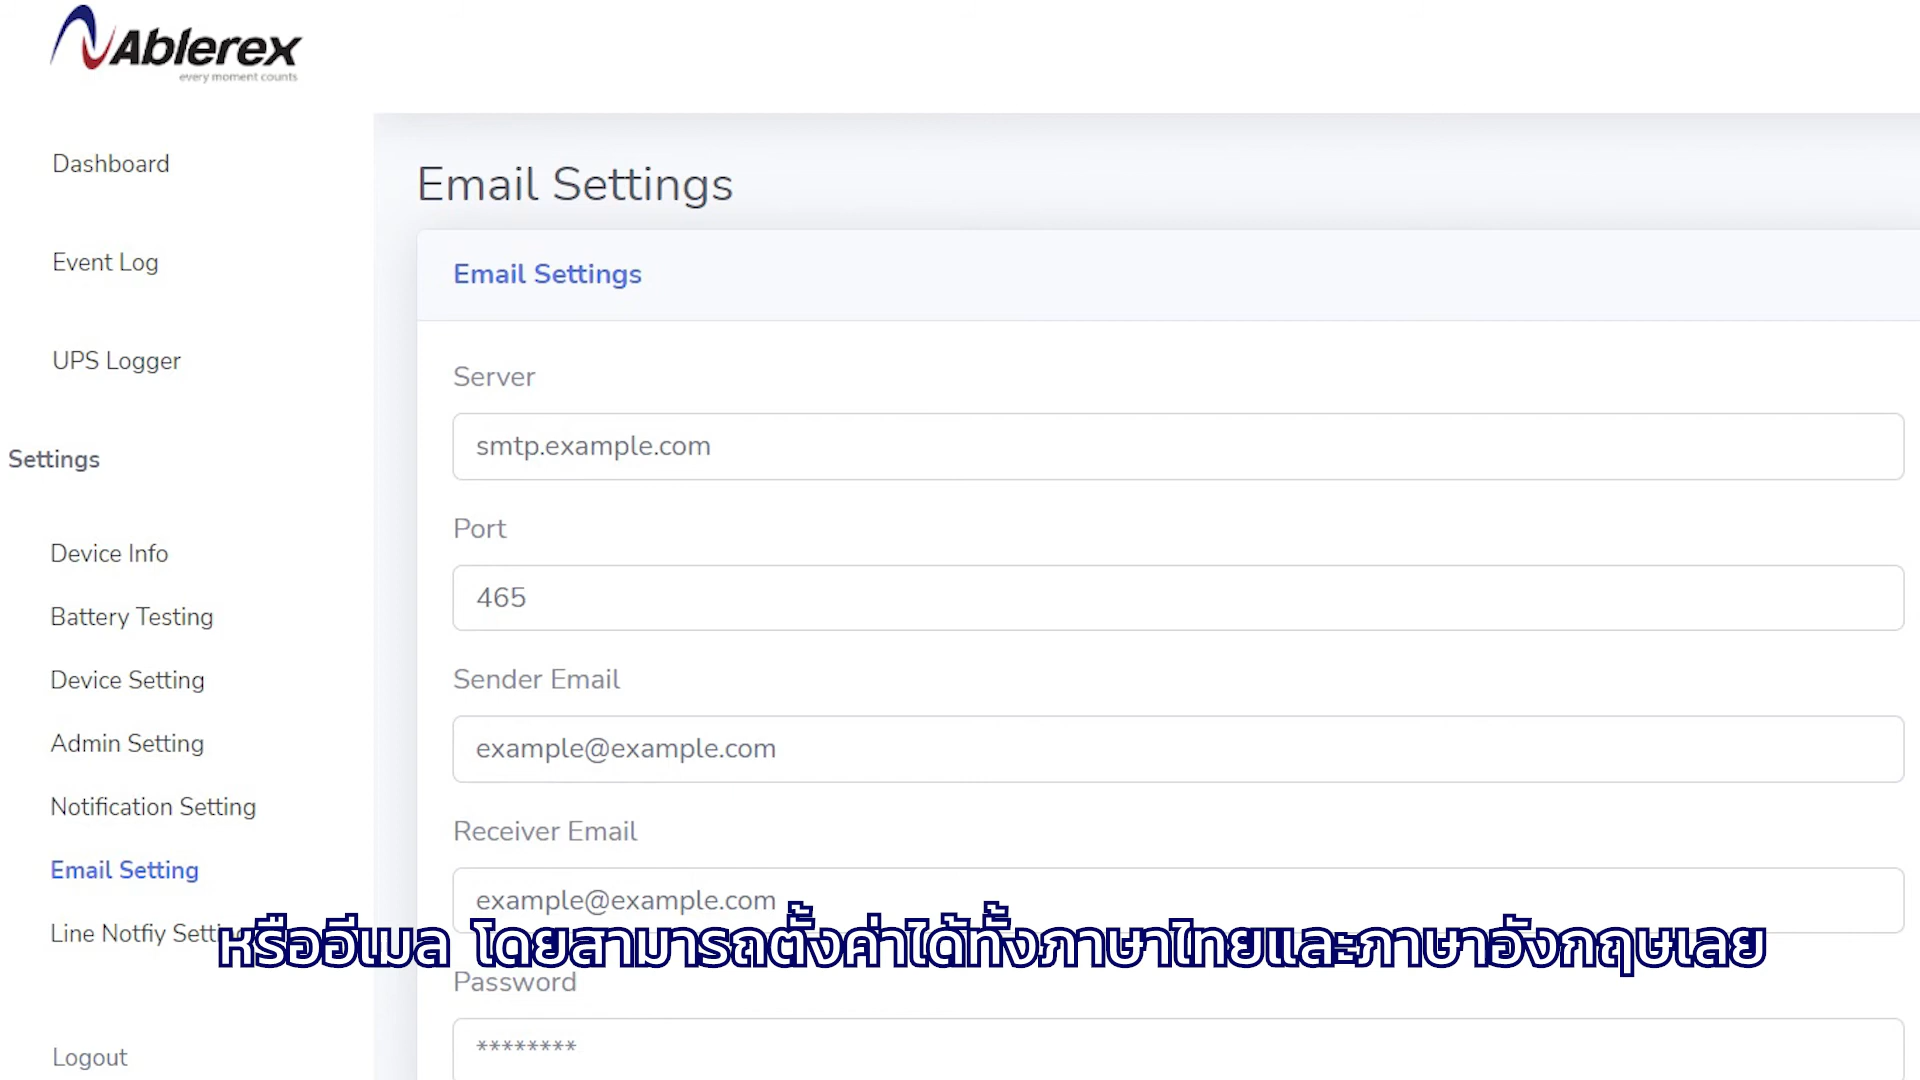 Ablerex
every moment counts
Dashboard
Event Log
UPS Logger
Settings
Device Info
Battery Testing
Device Setting
Admin Setting
Notification Setting
Email Setting
Line Notfiy
Logout
Email Settings
Email Settings
Server
smtp.example.com
Port
465
Sender Email
example@example.com
Receiver Email
example@example.com
หรืออีเมล โดยสามารถตั้งค่าได้ทั้งภาษาไทยและภาษาอังกฤษเลย
Password
********